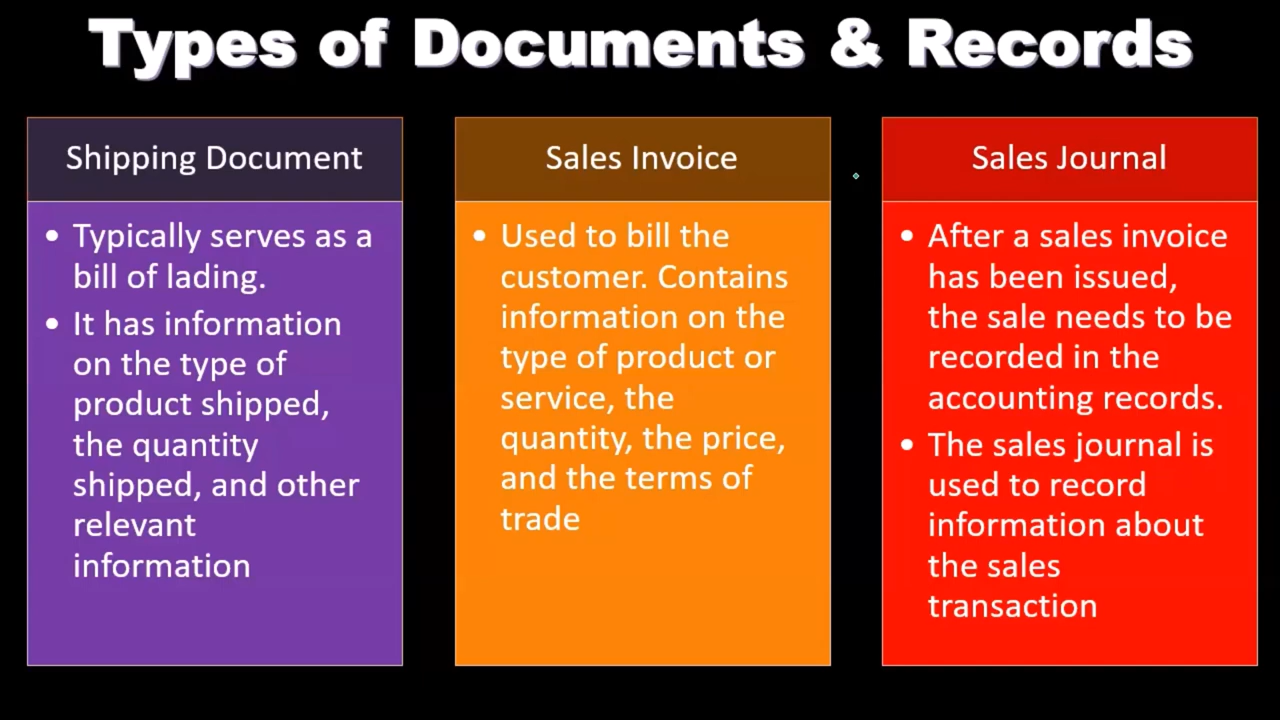 Types of Documents & Records
Shipping Document
• Typically serves as a
bill of lading.
• It has information
on the type of
product shipped,
the quantity
shipped, and other
relevant
information
Sales Invoice
• Used to bill the
customer. Contains
information on the
type of product or
service, the
quantity, the price,
and the terms of
trade
Sales Journal
• After a sales invoice
has been issued,
the sale needs to be
recorded in the
accounting records.
• The sales journal is
used to record
information about
the sales
transaction